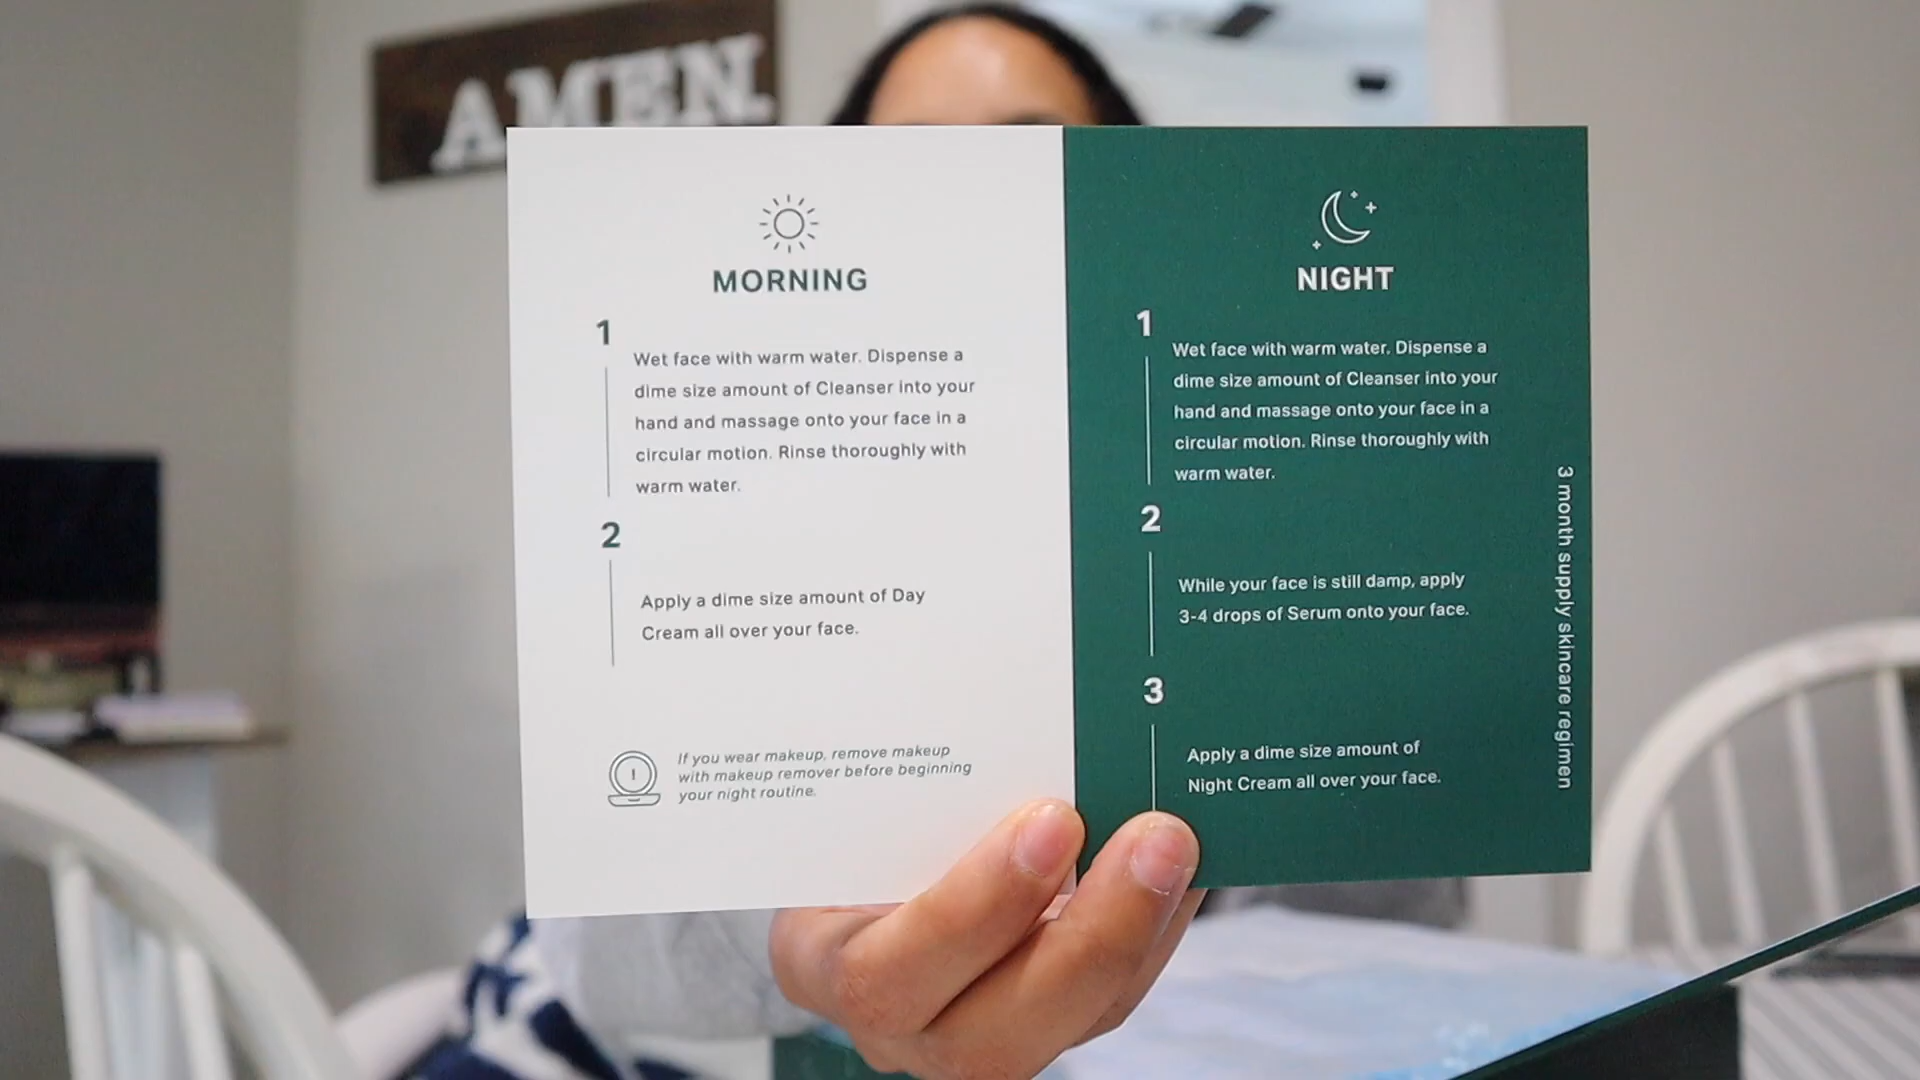 AMEN.
MORNING
1
Wet face with warm water. Dispense a
dime size amount of Cleanser into your
hand and massage onto your face in a
circular motion. Rinse thoroughly with
warm water.
2
Apply a dime size amount of Day
Cream all over your face.
!
If you wear makeup, remove makeup
with makeup remover before beginning
your night routine.
NIGHT
1
Wet face with warm water. Dispense a
dime size amount of Cleanser into your
hand and massage onto your face in a
circular motion. Rinse thoroughly with
warm water.
2
While your face is still damp, apply
3-4 drops of Serum onto your face.
3
Apply a dime size amount of
Night Cream all over your face.
3 month supply skincare regimen